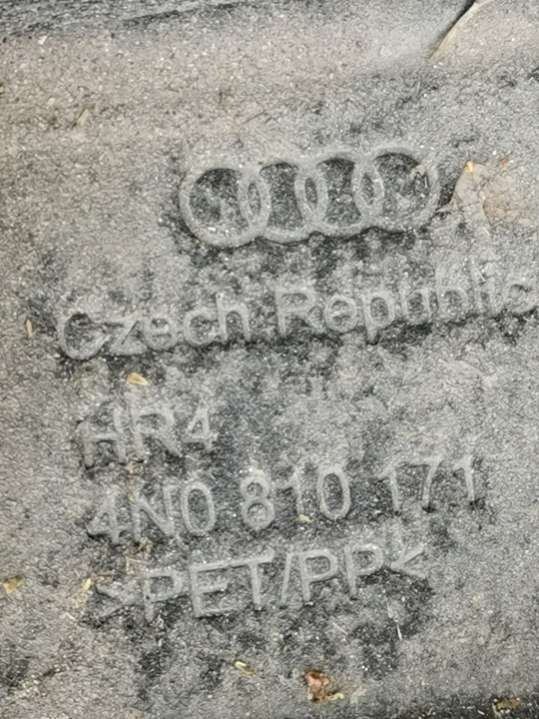 Czech Republic
HR4
4N0 810 171
>PET/PP<